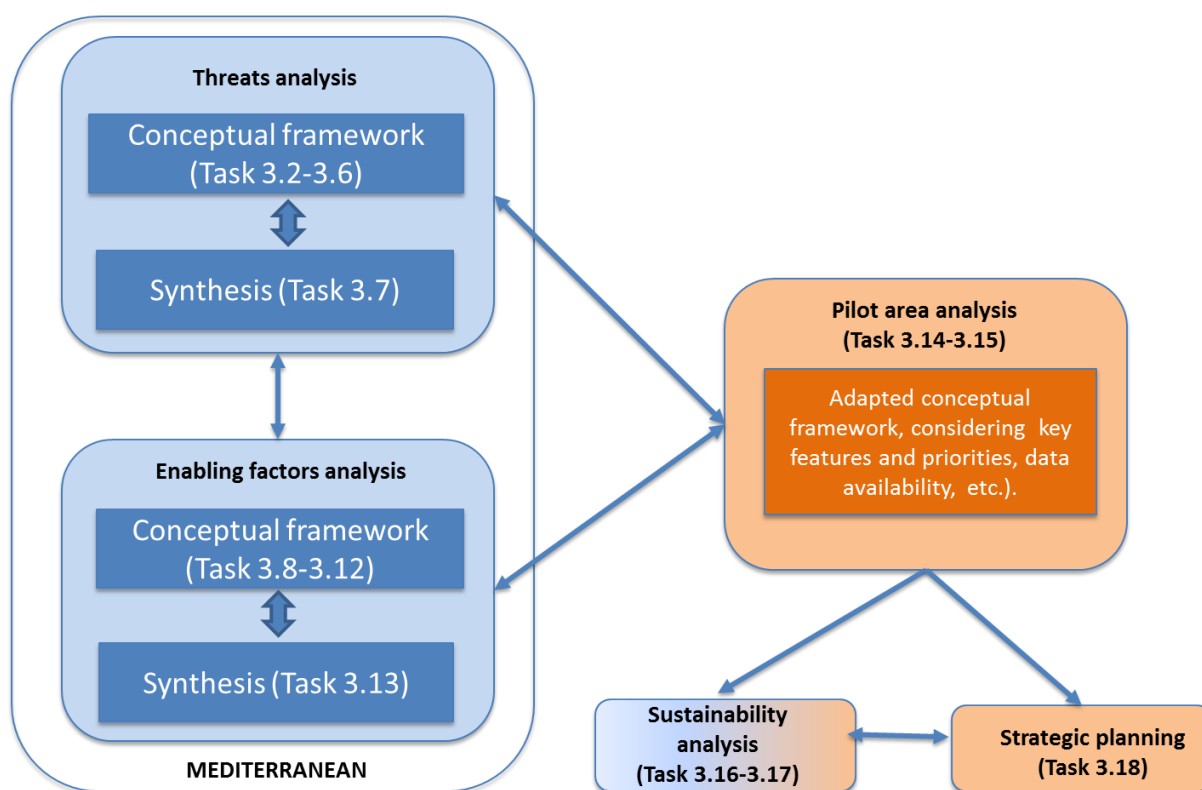 Threats analysis
Conceptual framework
(Task 3.2-3.6)
Synthesis (Task 3.7)
Enabling factors analysis
Conceptual framework
(Task 3.8-3.12)
Synthesis (Task 3.13)
MEDITERRANEAN
Pilot area analysis
(Task 3.14-3.15)
Adapted conceptual
framework, considering key
features and priorities, data
availability, etc.).
Sustainability
analysis
(Task 3.16-3.17)
Strategic planning
(Task 3.18)